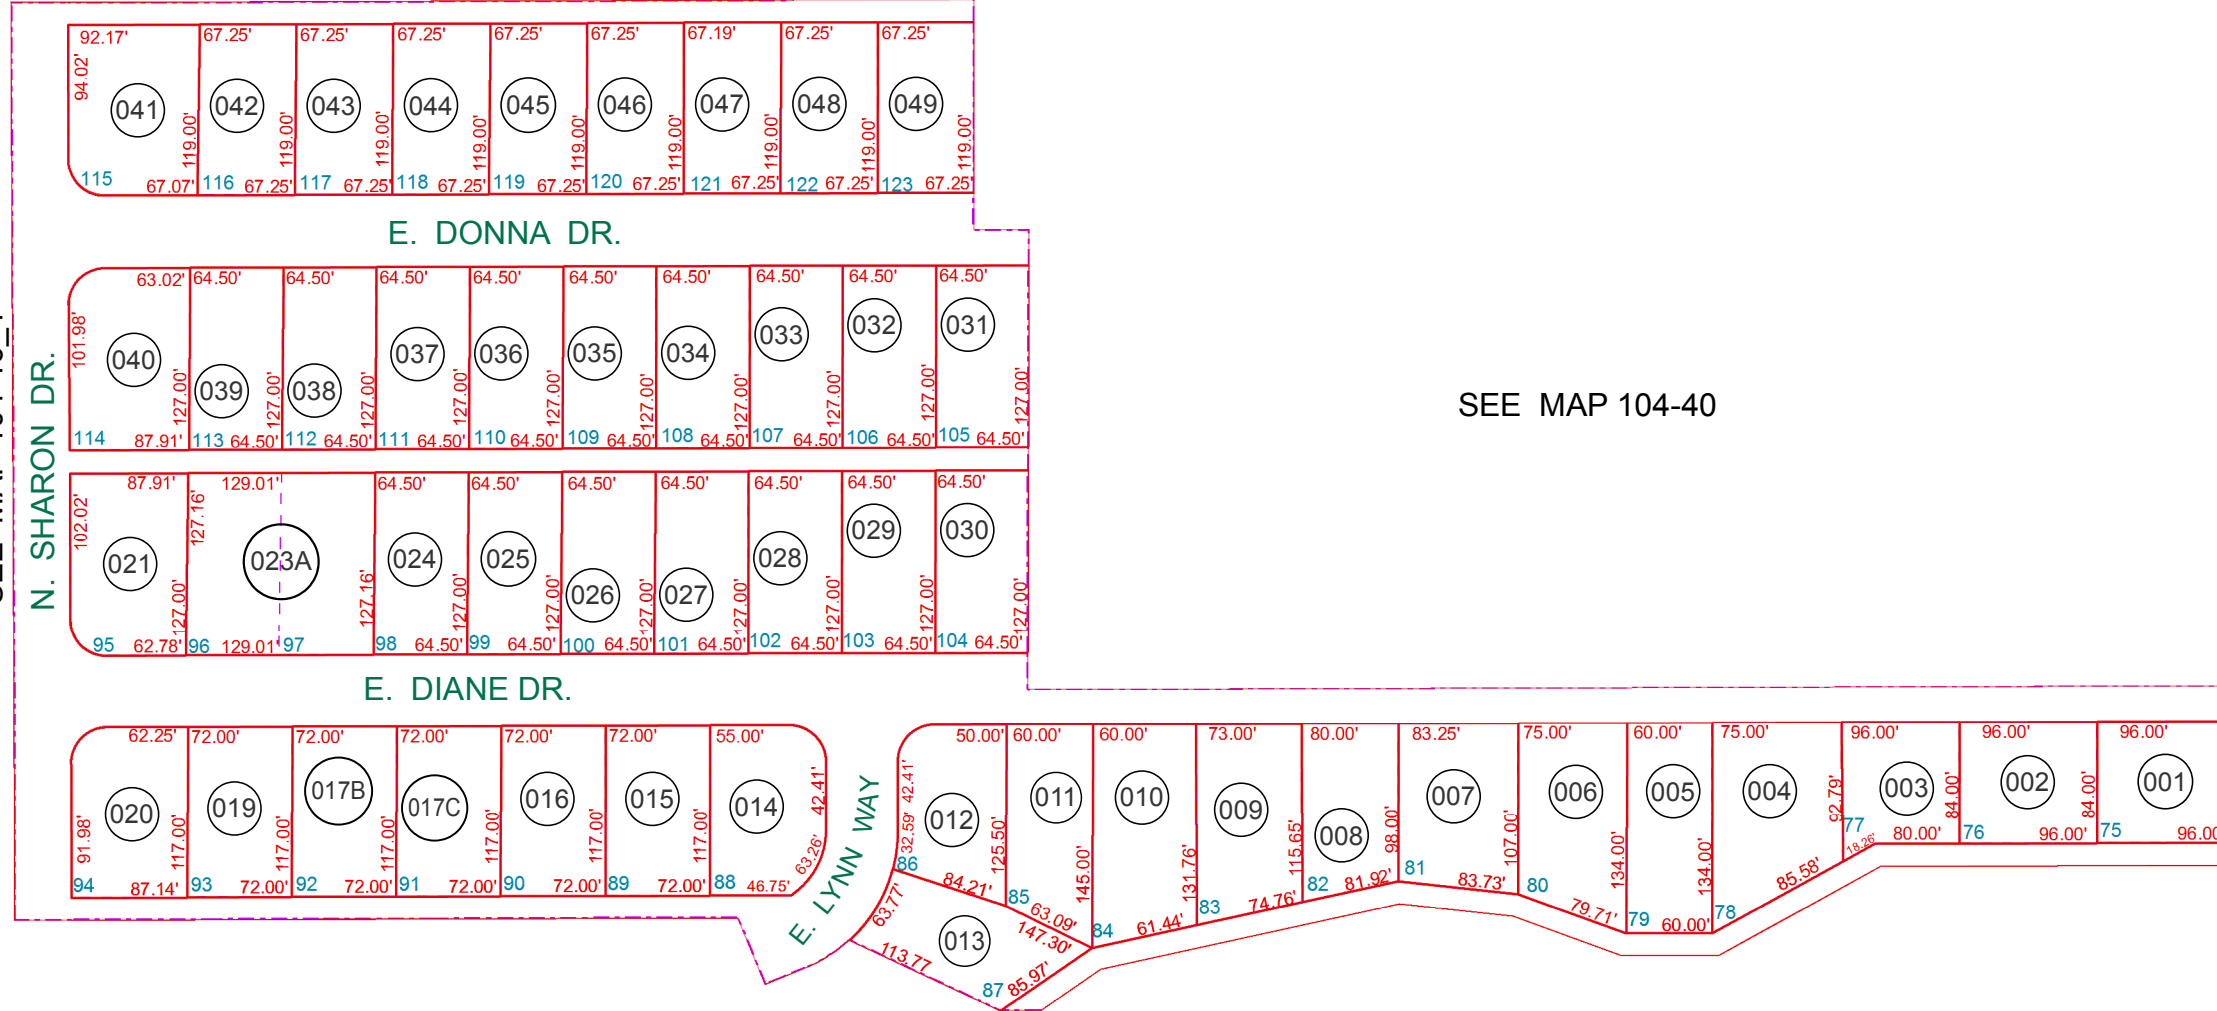 92.17' 67.25' 67.25' 67.25' 67.25' 67.25' 67.19' 67.25' 67.25'
94.02'
041 042 043 044 045 046 047 048 049
119.00' 119.00' 119.00' 119.00' 119.00' 119.00' 119.00' 119.00' 119.00'
115 67.07' 116 67.25' 117 67.25' 118 67.25' 119 67.25' 120 67.25' 121 67.25' 122 67.25' 123 67.25'
E. DONNA DR.
63.02' 64.50' 64.50' 64.50' 64.50' 64.50' 64.50' 64.50' 64.50' 64.50'
101.98'
040 039 038 037 036 035 034 033 032 031
127.00' 127.00' 127.00' 127.00' 127.00' 127.00' 127.00' 127.00' 127.00' 127.00'
114 87.91' 113 64.50' 112 64.50' 111 64.50' 110 64.50' 109 64.50' 108 64.50' 107 64.50' 106 64.50' 105 64.50'
SEE MAP 104-40
N. SHARON DR.
87.91' 129.01' 64.50' 64.50' 64.50' 64.50' 64.50' 64.50' 64.50'
102.02' 127.16'
021 023A 024 025 026 027 028 029 030
127.00' 127.16' 127.00' 127.00' 127.00' 127.00' 127.00' 127.00' 127.00'
95 62.78' 96 129.01' 97 98 64.50' 99 64.50' 100 64.50' 101 64.50' 102 64.50' 103 64.50' 104 64.50'
E. DIANE DR.
62.25' 72.00' 72.00' 72.00' 72.00' 72.00' 55.00' 50.00' 60.00' 60.00' 73.00' 80.00' 83.25' 75.00' 60.00' 75.00' 96.00' 96.00' 96.00'
42.41' 42.41' 92.79' 84.00' 84.00'
020 019 017B 017C 016 015 014 012 011 010 009 008 007 006 005 004 003 002 001
91.98' 117.00' 117.00' 117.00' 117.00' 117.00' 117.00' 63.26' 32.59' 125.50' 145.00' 131.76' 115.65' 98.00' 107.00' 134.00' 134.00'
77 18.26' 80.00' 76 96.00' 75 96.00
94 87.14' 93 72.00' 92 72.00' 91 72.00' 90 72.00' 89 72.00' 88 46.75'
E. LYNN WAY
86 84.21' 85 63.09' 84 61.44' 83 74.76' 82 81.92' 81 83.73' 80 79.71' 79 60.00' 78 85.58'
63.77' 013 147.30'
113.77 87 85.97'